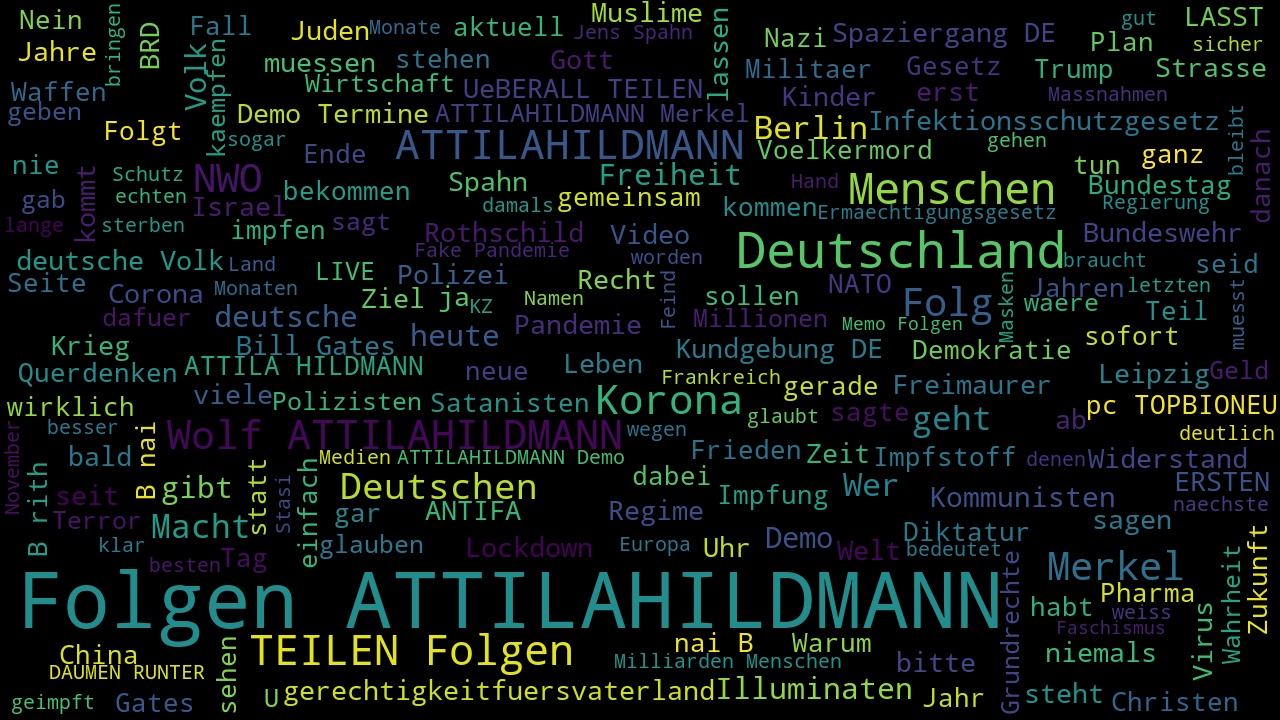 Nein
Fall
Juden
Monate
aktuell
Muslime
Jens Spahn
lassen
Nazi
Spaziergang DE
gut
LASST
Plan
sicher
Jahre
bringen
BRD
Volk
kaempfen
muessen
stehen
Gott
Militaer
Gesetz
Trump
Strasse
Waffen
Wirtschaft
UeBERALL TEILEN
Kinder
erst
Massnahmen
geben
Demo Termine
ATTILAHILDMANN Merkel
Folgt
sogar
ATTILAHILDMANN
Berlin
Infektionsschutzgesetz
bleibt
danach
nie
Ende
Voelkermord
gehen
tun
ganz
kommt
Schutz
echten
NWO
bekommen
Spahn
Freiheit
Hand
Menschen
Bundestag
Regierung
gab
Israel
damals
gemeinsam
kommen
Ermaechtigungsgesetz
lange
sterben
impfen
sagt
Rothschild
Fake Pandemie
Video
worden
Deutschland
Bundeswehr
braucht
seid
deutsche Volk
Land
LIVE
Polizei
Recht
Seite
Corona
Monaten
Ziel
ja
KZ
Namen
Feind
sollen
NATO
Folg
Masken
Jahren
letzten
waere
Teil
muesst
dafuer
deutsche
heute
Pandemie
Millionen
Memo Folgen
sofort
Krieg
Bill Gates
Kundgebung DE
Demokratie
Querdenken
ATTILA HILDMANN
neue
Leben
Frankreich
gerade
Freimaurer
Leipzig
Geld
wirklich
viele
Polizisten
Satanisten
Korona
glaubt
sagte
geht
ab
pc TOPBIONEU
November
besser
B nai
Wolf ATTILAHILDMANN
wegen
deutlich
bald
Medien
ATTILAHILDMANN Demo
Frieden
Zeit
Impfstoff
denen
Widerstand
B rith
seit
gibt
statt
Stasi
einfach
Deutschen
dabei
Impfung
Wer
Kommunisten
ERSTEN
naechste
Terror
Macht
gar
ANTIFA
Regime
Demo
Diktatur
sagen
klar
besten
Tag
glauben
Lockdown
Europa
Uhr
Welt
bedeutet
Zukunft
Folgen ATTILAHILDMANN
Grundrechte
Merkel
Pharma
habt
weiss
Faschismus
Virus
Wahrheit
China
DAUMEN RUNTER
sehen
TEILEN Folgen
nai B
Warum
Milliarden Menschen
bitte
niemals
geimpft
Gates
U
gerechtigkeitfuersvaterland
Illuminaten
Jahr
steht
Christen